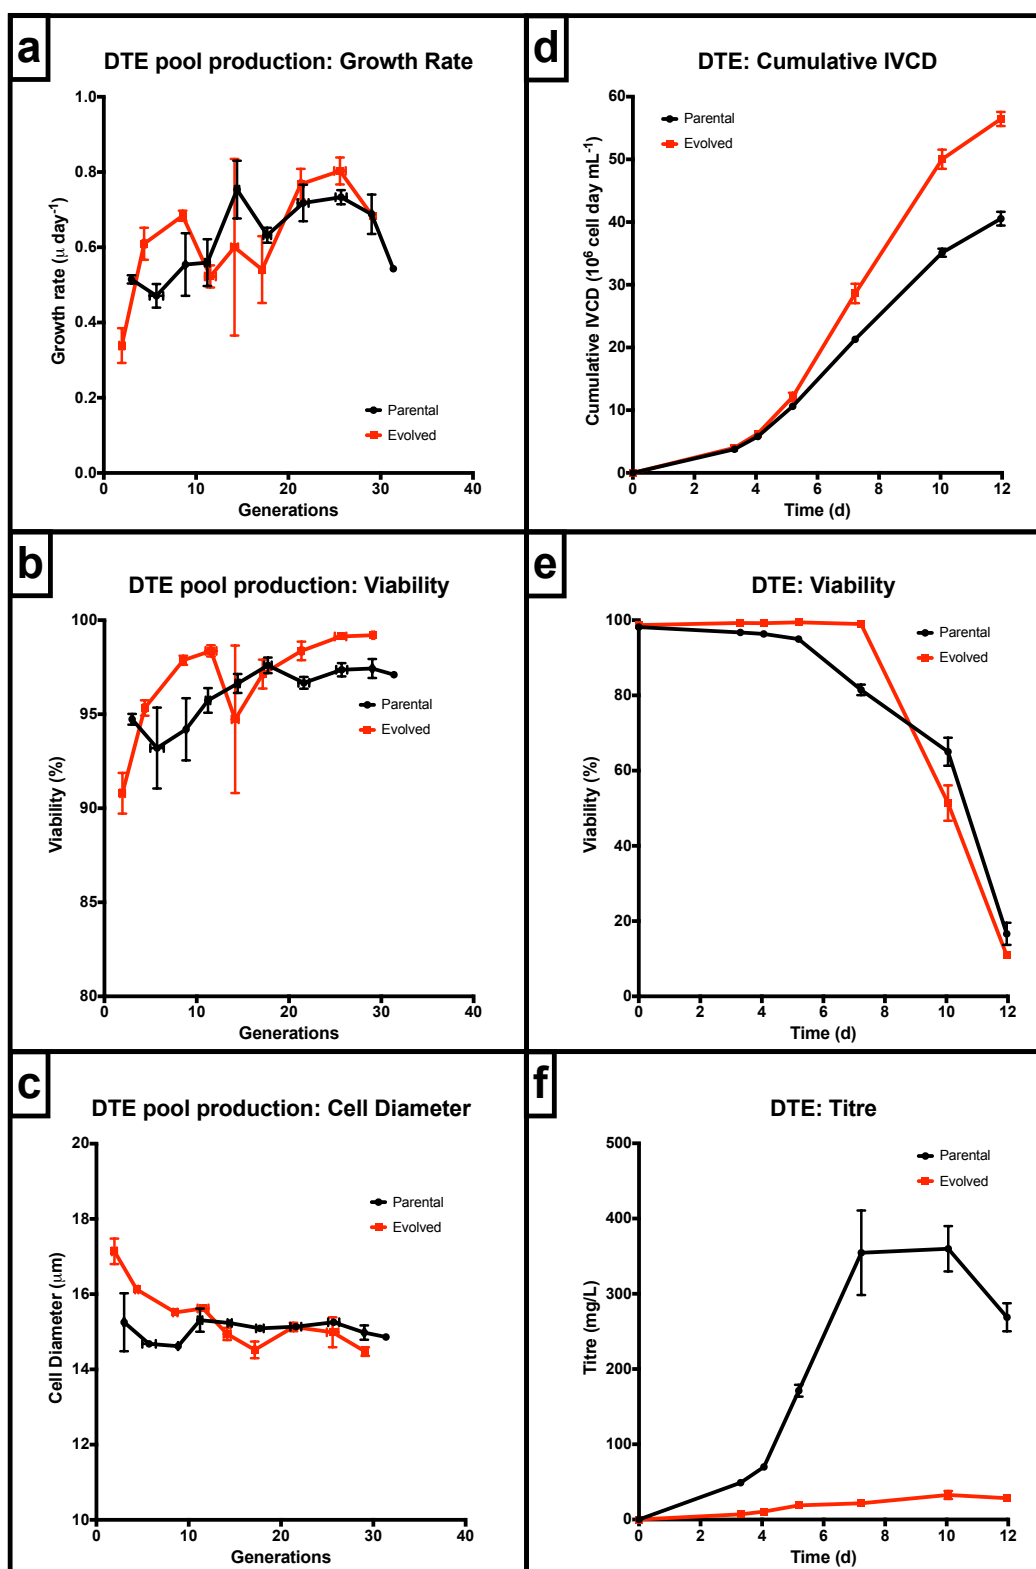 a
DTE pool production: Growth Rate
1.0
0.8
0.6
0.4
0.2
0.0
Growth rate (μ day⁻¹)
Parental
Evolved
0 10 20 30 40
Generations
d
DTE: Cumulative IVCD
60
50
40
30
20
10
0
Cumulative IVCD (10⁶ cell day mL⁻¹)
Parental
Evolved
0 2 4 6 8 10 12
Time (d)
b
DTE pool production: Viability
100
95
90
85
80
Viability (%)
Parental
Evolved
0 10 20 30 40
Generations
e
DTE: Viability
100
80
60
40
20
0
Viability (%)
Parental
Evolved
0 2 4 6 8 10 12
Time (d)
c
DTE pool production: Cell Diameter
20
18
16
14
12
10
Cell Diameter (μm)
Parental
Evolved
0 10 20 30 40
Generations
f
DTE: Titre
500
400
300
200
100
0
Titre (mg/L)
Parental
Evolved
0 2 4 6 8 10 12
Time (d)